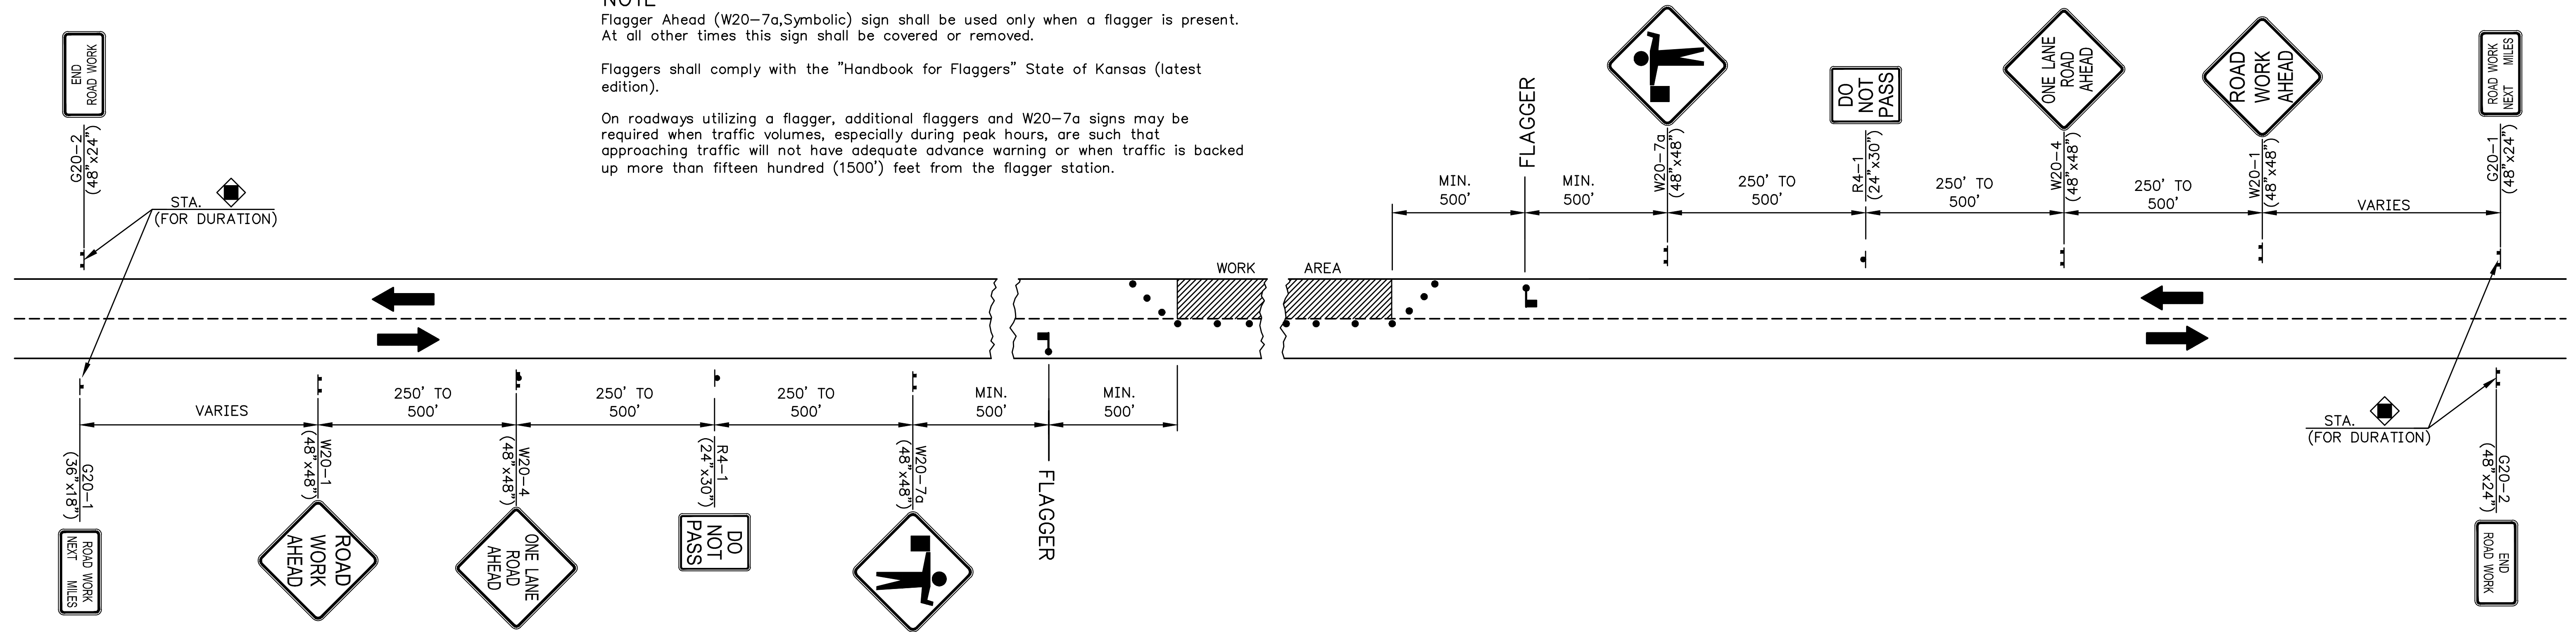 NOTE
Flagger Ahead (W20-7a,Symbolic) sign shall be used only when a flagger is present.
At all other times this sign shall be covered or removed.
Flaggers shall comply with the "Handbook for Flaggers" State of Kansas (latest
edition).
On roadways utilizing a flagger, additional flaggers and W20-7a signs may be
required when traffic volumes, especially during peak hours, are such that
approaching traffic will not have adequate advance warning or when traffic is backed
up more than fifteen hundred (1500') feet from the flagger station.
END
ROAD WORK
G20-2
(48"x24")
STA.
(FOR DURATION)
FLAGGER
W20-7a
(48"x48")
DO
NOT
PASS
R4-1
(24"x30")
ONE LANE
ROAD
AHEAD
W20-4
(48"x48")
ROAD
WORK
AHEAD
W20-1
(48"x48")
ROAD WORK
NEXT MILES
G20-1
(48"x24")
MIN.
500'
MIN.
500'
250' TO
500'
250' TO
500'
250' TO
500'
VARIES
WORK AREA
VARIES
250' TO
500'
250' TO
500'
250' TO
500'
MIN.
500'
MIN.
500'
G20-1
(36"x18")
ROAD WORK
NEXT MILES
W20-1
(48"x48")
ROAD
WORK
AHEAD
W20-4
(48"x48")
ONE LANE
ROAD
AHEAD
R4-1
(24"x30")
DO
NOT
PASS
W20-7a
(48"x48")
FLAGGER
STA.
(FOR DURATION)
G20-2
(48"x24")
END
ROAD WORK